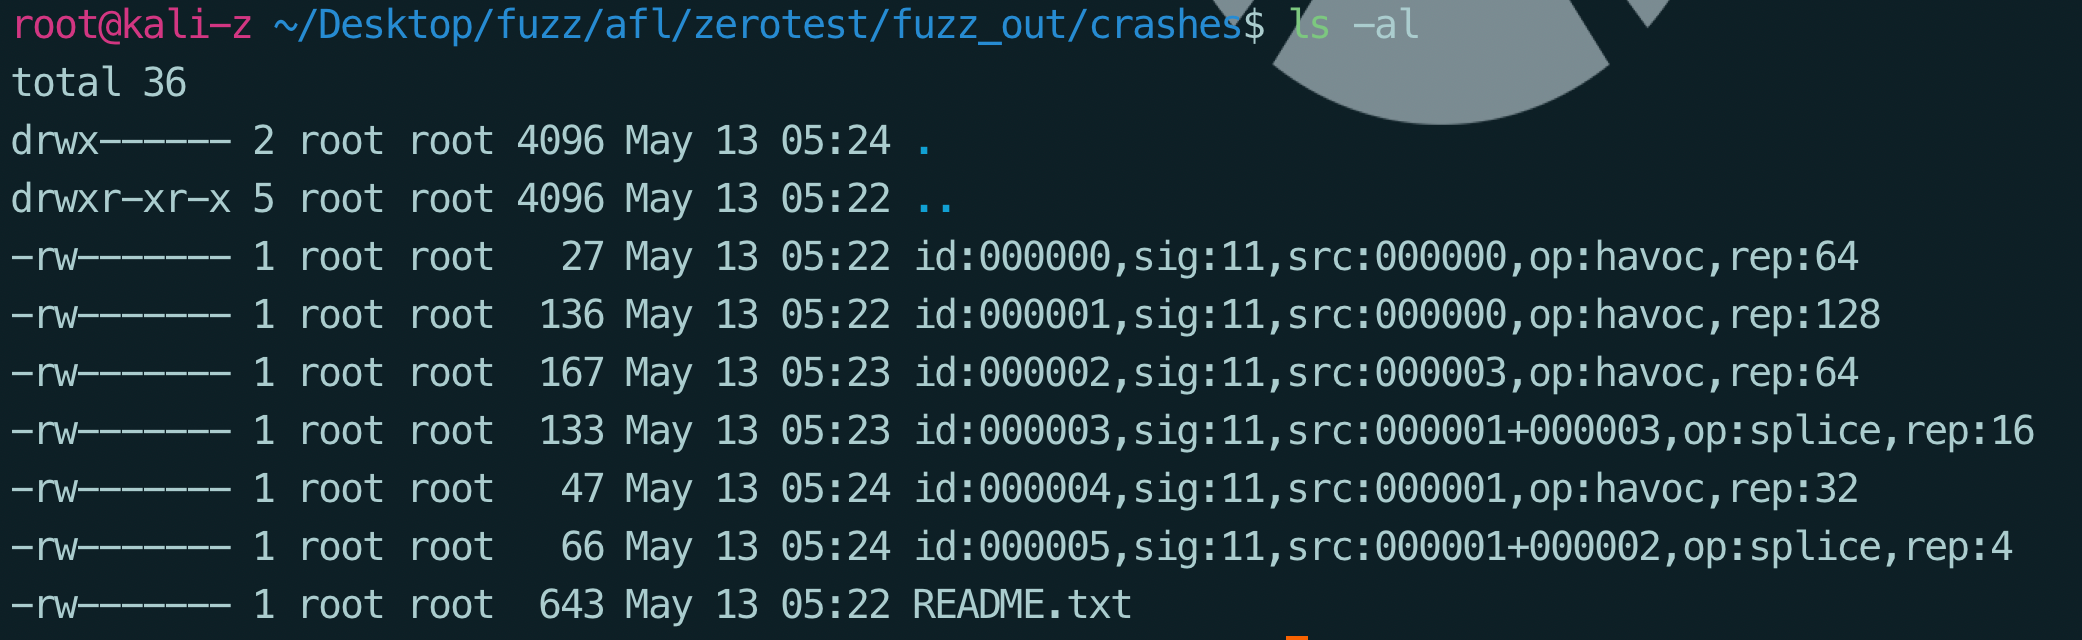 root@kali-z ~/Desktop/fuzz/afl/zerotest/fuzz_out/crashes$ ls -al
total 36
drwx------ 2 root root 4096 May 13 05:24 .
drwxr-xr-x 5 root root 4096 May 13 05:22 ..
-rw------- 1 root root   27 May 13 05:22 id:000000,sig:11,src:000000,op:havoc,rep:64
-rw------- 1 root root  136 May 13 05:22 id:000001,sig:11,src:000000,op:havoc,rep:128
-rw------- 1 root root  167 May 13 05:23 id:000002,sig:11,src:000003,op:havoc,rep:64
-rw------- 1 root root  133 May 13 05:23 id:000003,sig:11,src:000001+000003,op:splice,rep:16
-rw------- 1 root root   47 May 13 05:24 id:000004,sig:11,src:000001,op:havoc,rep:32
-rw------- 1 root root   66 May 13 05:24 id:000005,sig:11,src:000001+000002,op:splice,rep:4
-rw------- 1 root root  643 May 13 05:22 README.txt